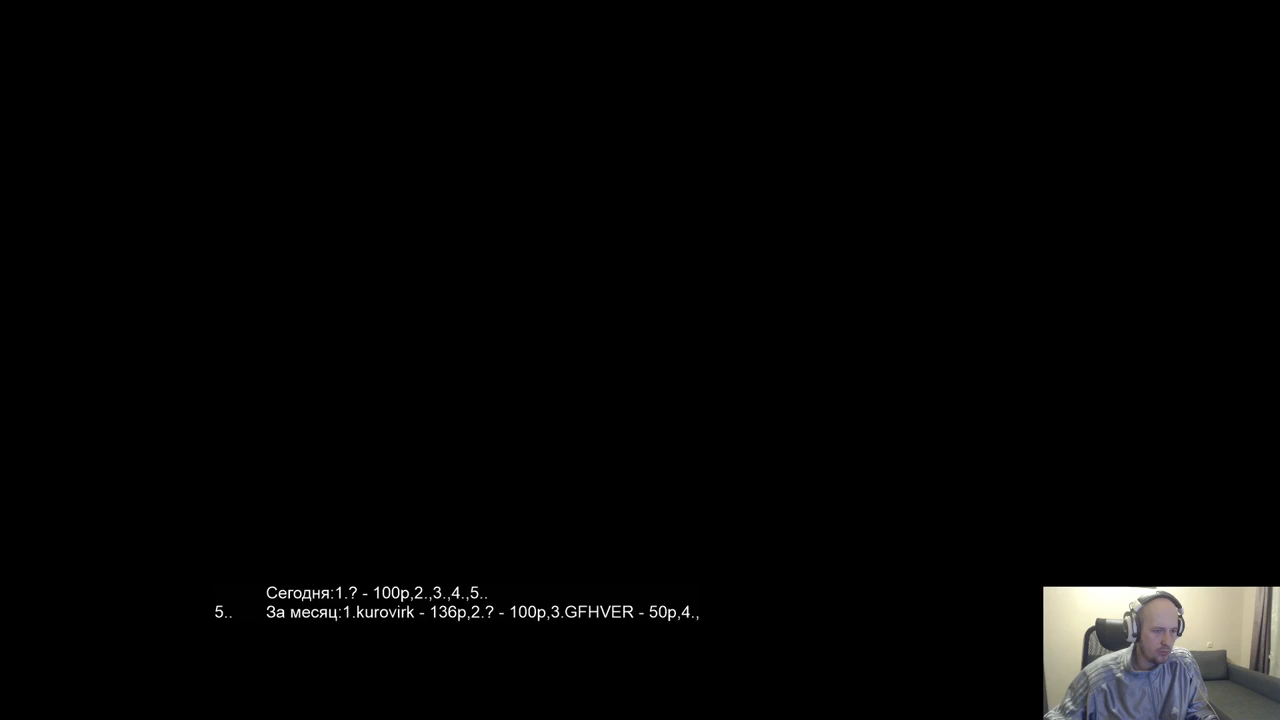 Сегодня:1.? - 100р,2.,3.,4.,5..
5.. За месяц:1.kurovirk - 136р,2.? - 100р,3.GFHVER - 50р,4.,